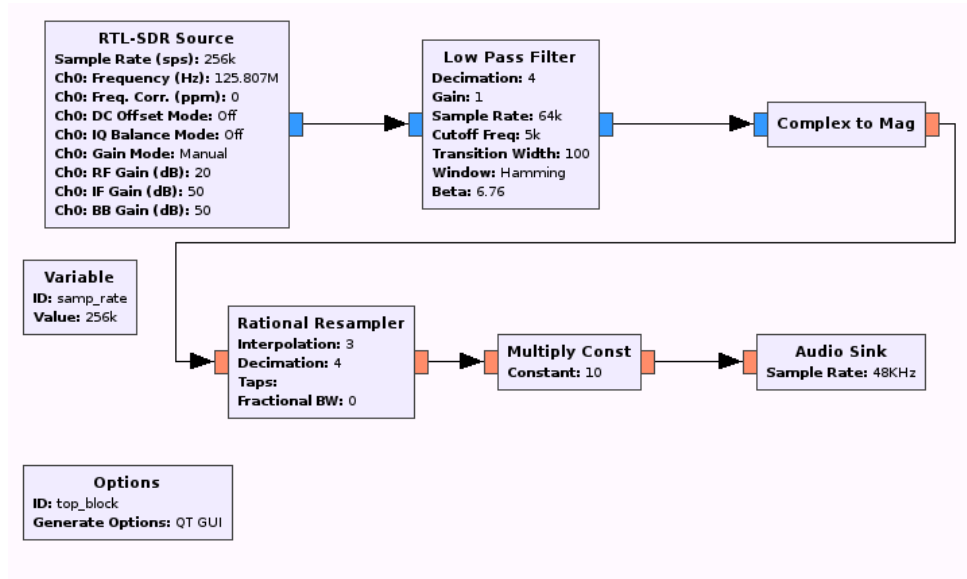 RTL-SDR Source
Sample Rate (sps): 256k
Ch0: Frequency (Hz): 125.807M
Ch0: Freq. Corr. (ppm): 0
Ch0: DC Offset Mode: Off
Ch0: IQ Balance Mode: Off
Ch0: Gain Mode: Manual
Ch0: RF Gain (dB): 20
Ch0: IF Gain (dB): 50
Ch0: BB Gain (dB): 50
Low Pass Filter
Decimation: 4
Gain: 1
Sample Rate: 64k
Cutoff Freq: 5k
Transition Width: 100
Window: Hamming
Beta: 6.76
Complex to Mag
Variable
ID: samp_rate
Value: 256k
Rational Resampler
Interpolation: 3
Decimation: 4
Taps:
Fractional BW: 0
Multiply Const
Constant: 10
Audio Sink
Sample Rate: 48KHz
Options
ID: top_block
Generate Options: QT GUI